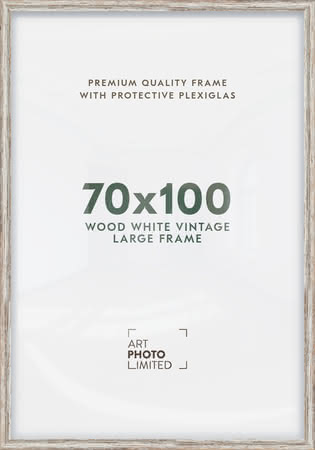 PREMIUM QUALITY FRAME
WITH PROTECTIVE PLEXIGLAS
70x100
WOOD WHITE VINTAGE
LARGE FRAME
ART
PHOTO
LIMITED